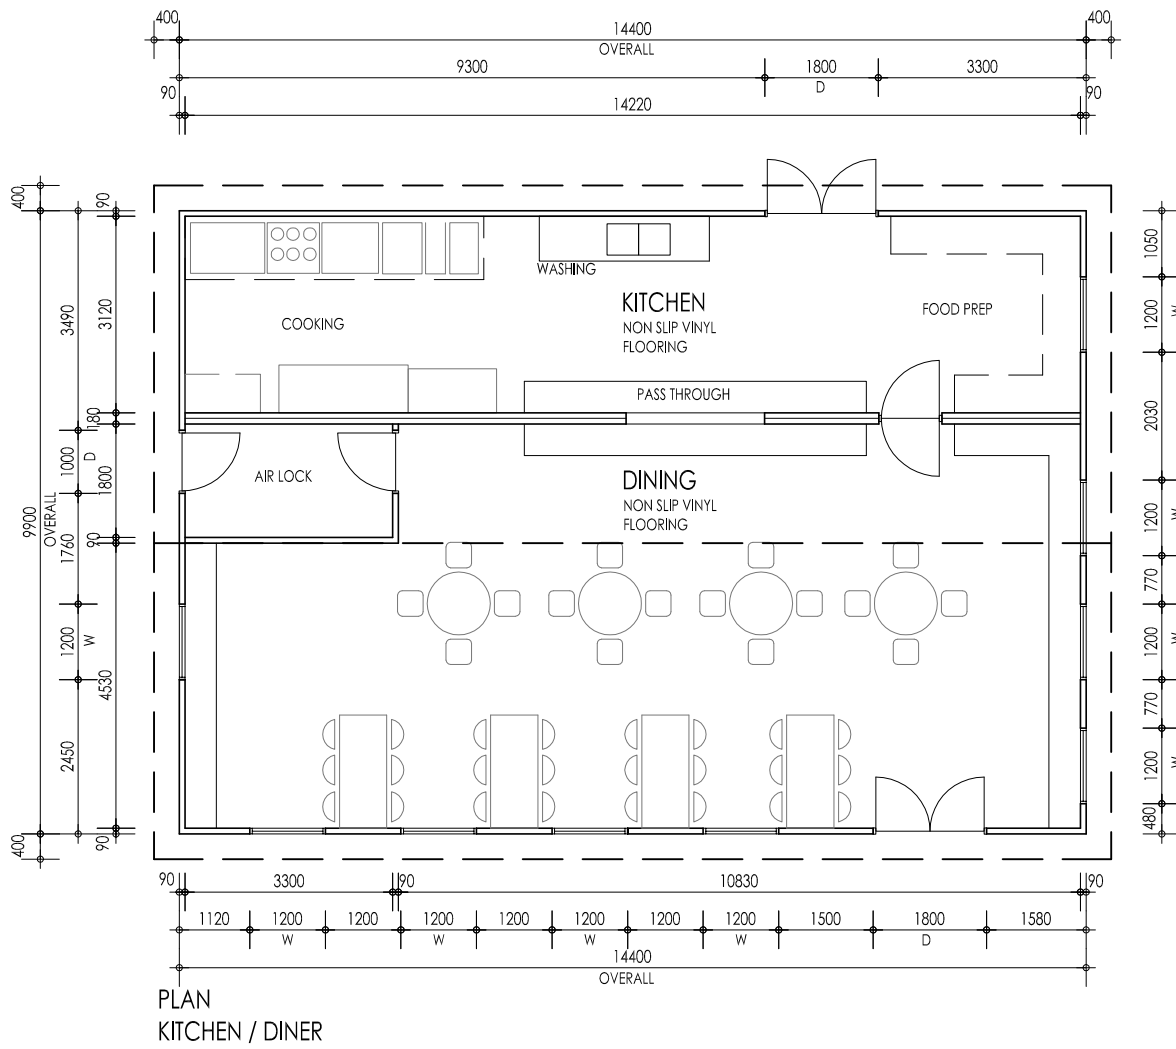 400 14400 400
OVERALL
9300 1800 3300
D
90 14220 90
400
90
3490
3120
180
1000
D
1800
9900
OVERALL
1760
90
1200
W
4530
2450
400
90
WASHING
COOKING
KITCHEN
NON SLIP VINYL
FLOORING
FOOD PREP
PASS THROUGH
AIR LOCK
DINING
NON SLIP VINYL
FLOORING
1050
1200
W
2030
1200
W
770
1200
W
770
1200
W
480
90 3300 90 10830 90
1120 1200 1200 1200 1200 1200 1200 1200 1500 1800 1580
W W W W D
14400
OVERALL
PLAN
KITCHEN / DINER